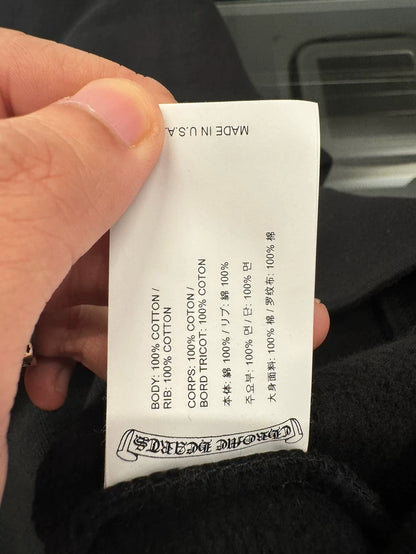 MADE IN U.S.A.
BODY: 100% COTTON /
RIB: 100% COTTON
CORPS: 100% COTON /
BORD TRICOT: 100% COTON
本体: 綿 100% / リブ: 綿 100%
주요부: 100% 면 / 단: 100% 면
大身面料: 100% 棉 / 罗纹布: 100% 棉
CHROME HEARTS